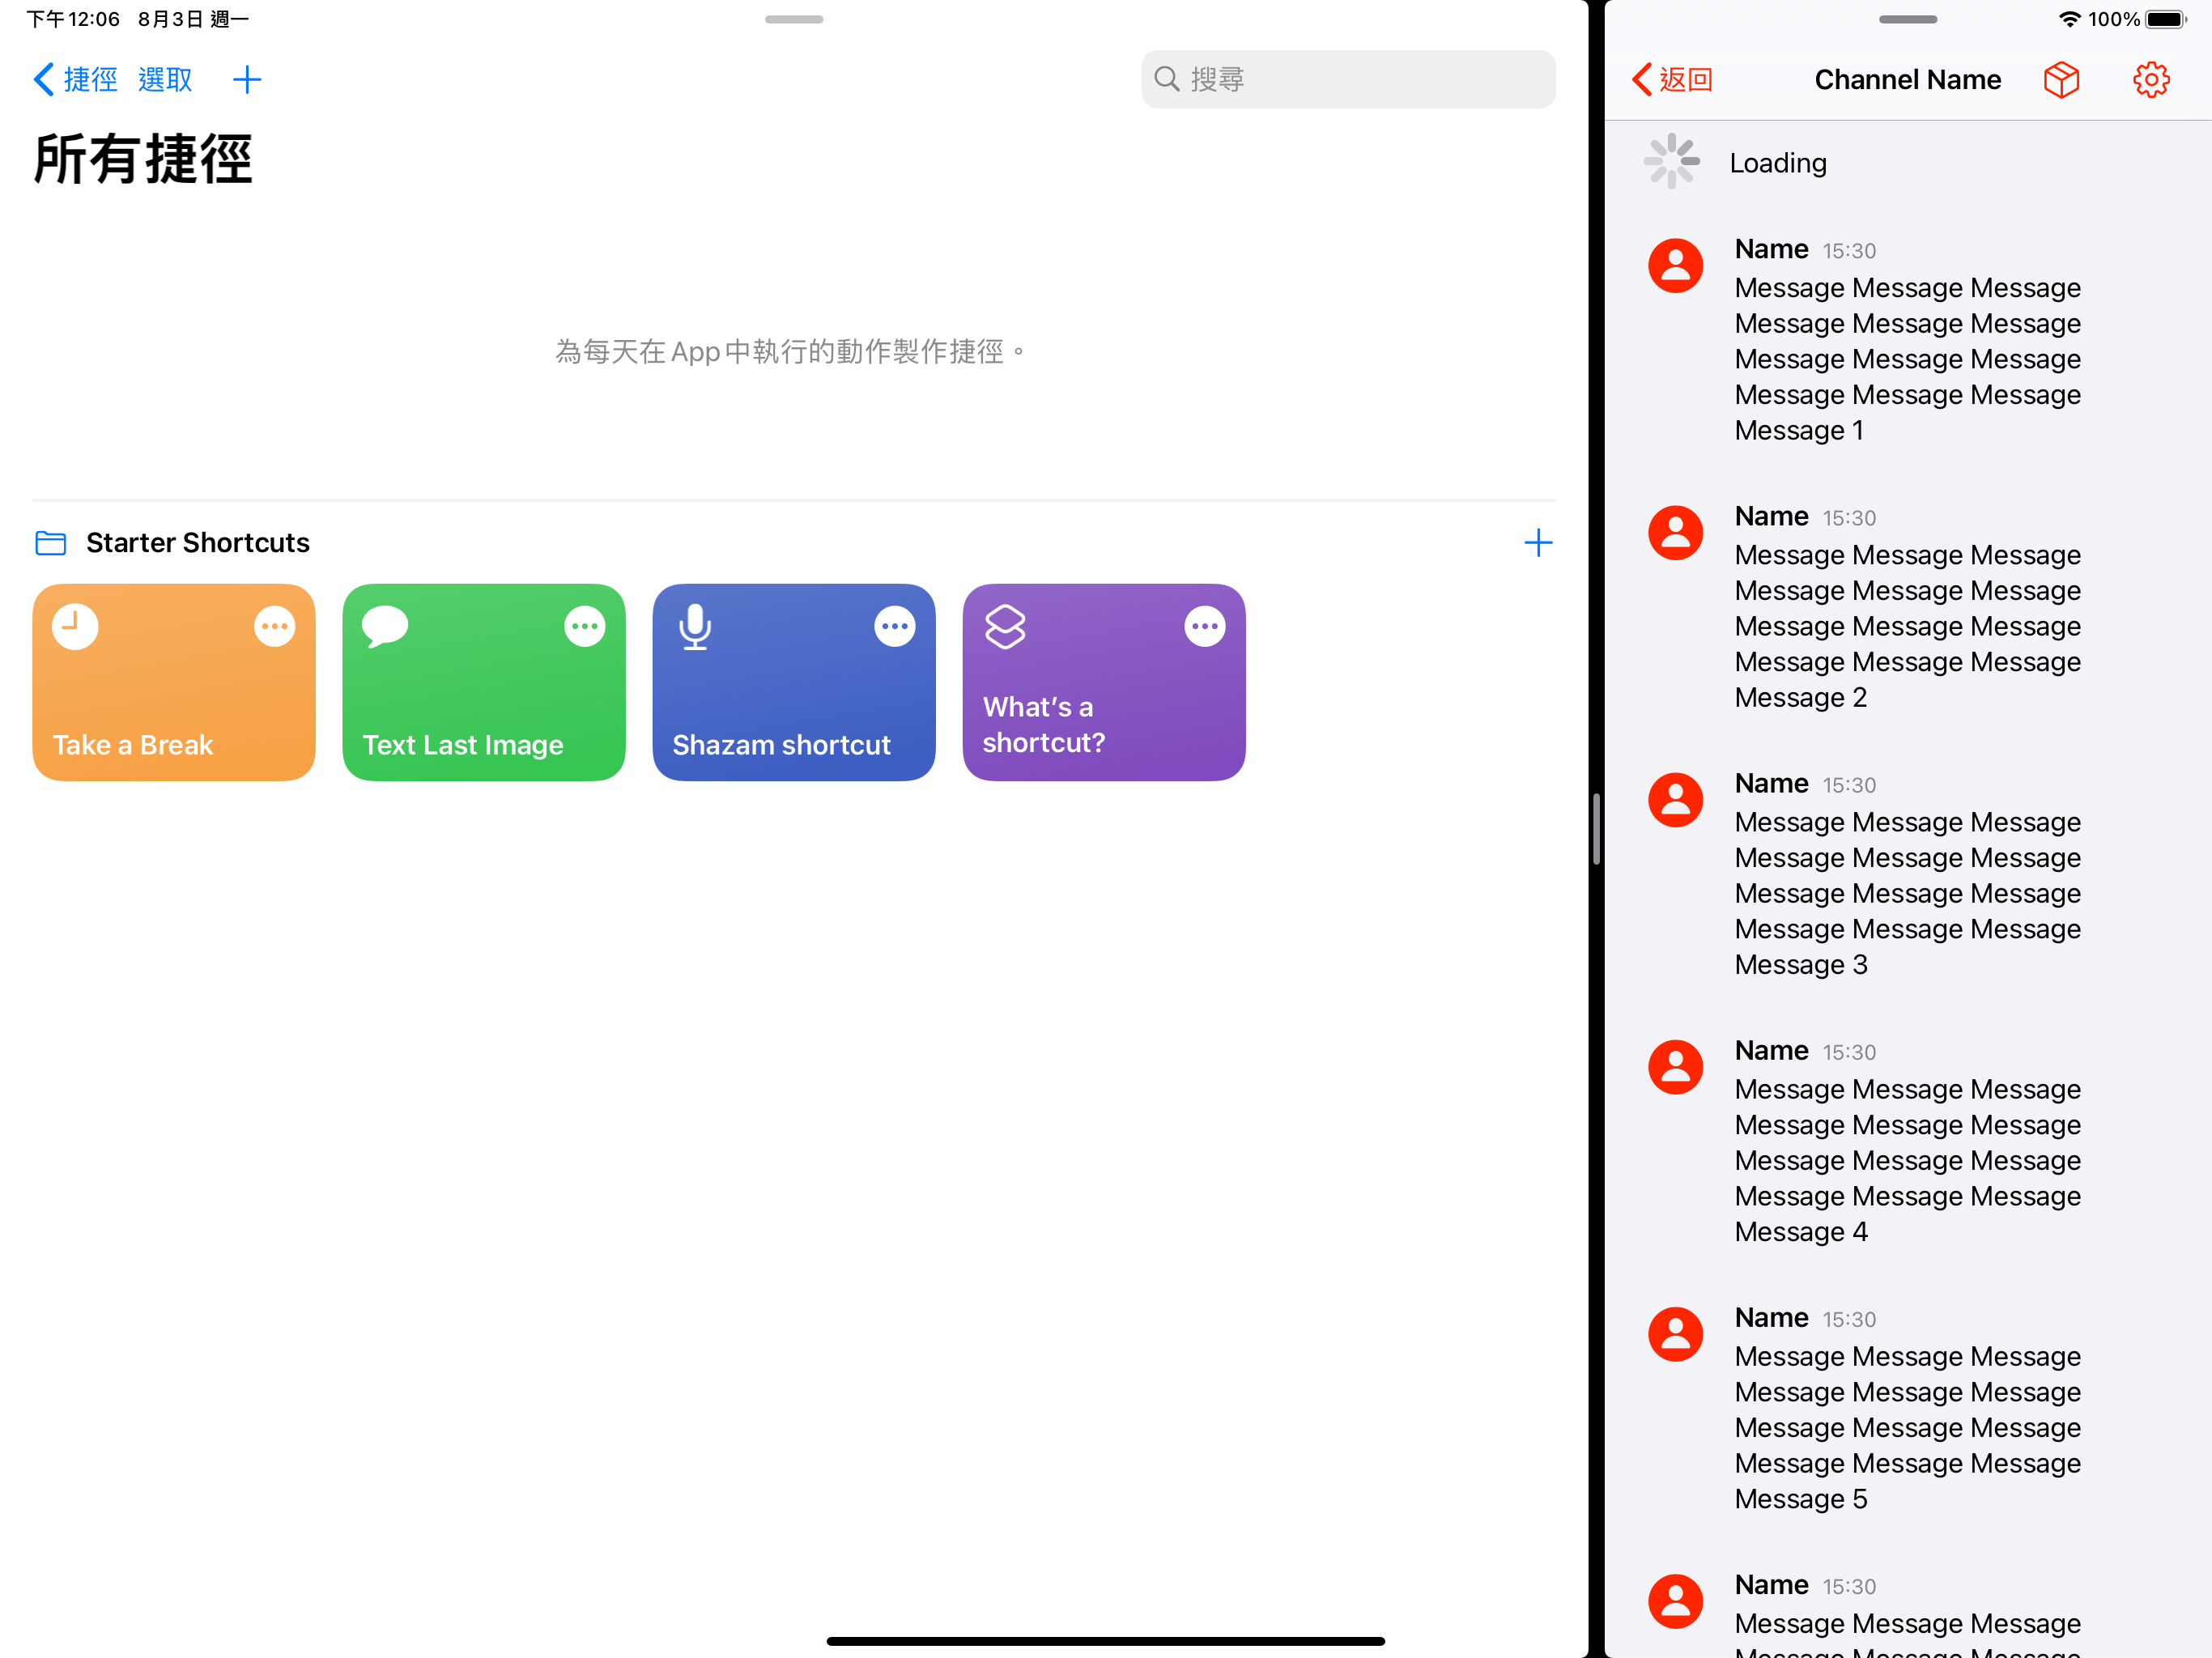 下午12:06 8月3日 週一
捷徑 選取
搜尋
所有捷徑
為每天在 App 中執行的動作製作捷徑。
Starter Shortcuts
Take a Break
Text Last Image
Shazam shortcut
What's a
shortcut?
100%
返回
Channel Name
Loading
Name 15:30
Message Message Message
Message Message Message
Message Message Message
Message Message Message
Message 1
Name 15:30
Message Message Message
Message Message Message
Message Message Message
Message Message Message
Message 2
Name 15:30
Message Message Message
Message Message Message
Message Message Message
Message Message Message
Message 3
Name 15:30
Message Message Message
Message Message Message
Message Message Message
Message Message Message
Message 4
Name 15:30
Message Message Message
Message Message Message
Message Message Message
Message Message Message
Message 5
Name 15:30
Message Message Message
Message Message Message